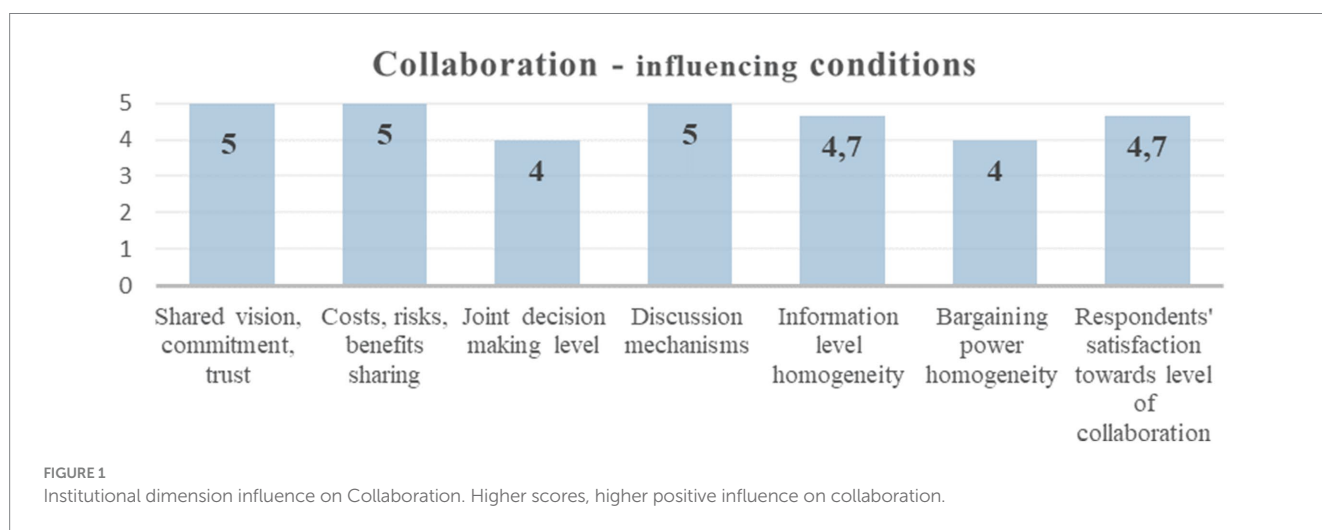 Collaboration - influencing conditions
5
4
3
2
1
0
5
5
4
5
4,7
4
4,7
Shared vision,
commitment,
trust
Costs, risks,
benefits
sharing
Joint decision
making level
Discussion
mechanisms
Information
level
homogeneity
Bargaining
power
homogeneity
Respondents'
satisfaction
towards level
of
collaboration
FIGURE 1
Institutional dimension influence on Collaboration. Higher scores, higher positive influence on collaboration.